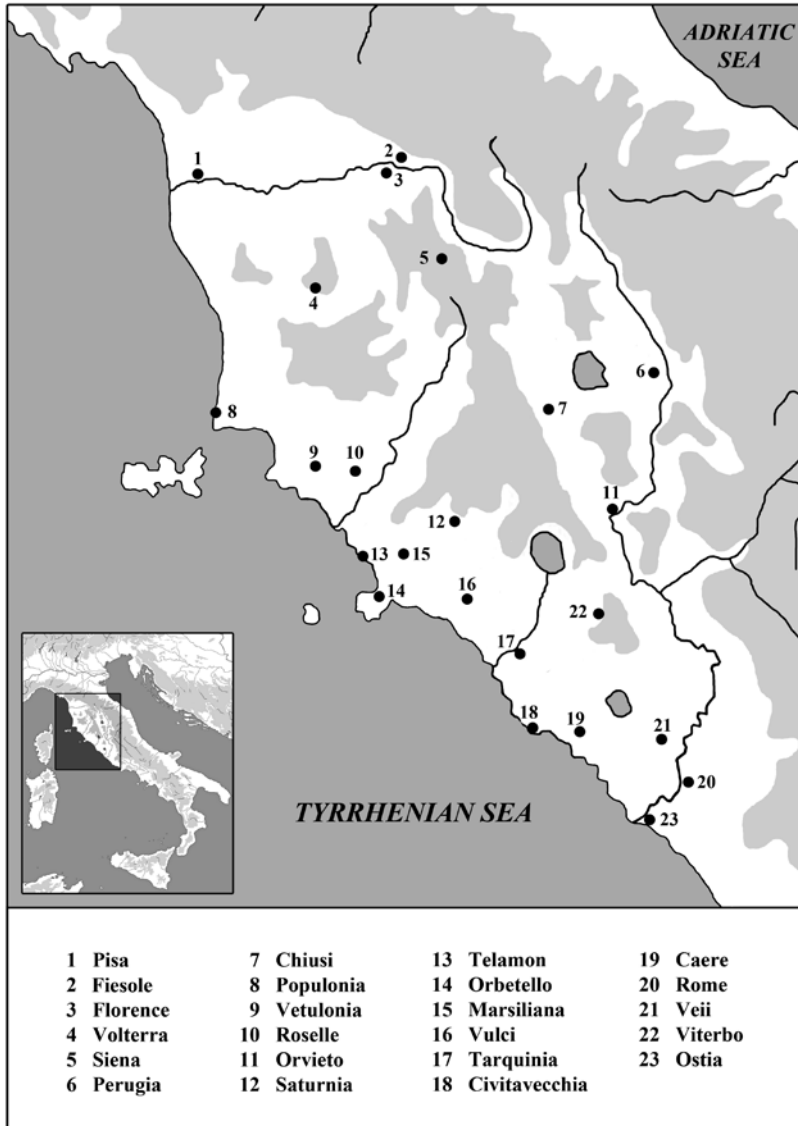 ADRIATIC
SEA
1
2
3
5
4
6
7
8
9
10
11
12
13
15
14
16
22
17
18
19
21
20
23
TYRRHENIAN SEA
1 Pisa
2 Fiesole
3 Florence
4 Volterra
5 Siena
6 Perugia
7 Chiusi
8 Populonia
9 Vetulonia
10 Roselle
11 Orvieto
12 Saturnia
13 Telamon
14 Orbetello
15 Marsiliana
16 Vulci
17 Tarquinia
18 Civitavecchia
19 Caere
20 Rome
21 Veii
22 Viterbo
23 Ostia